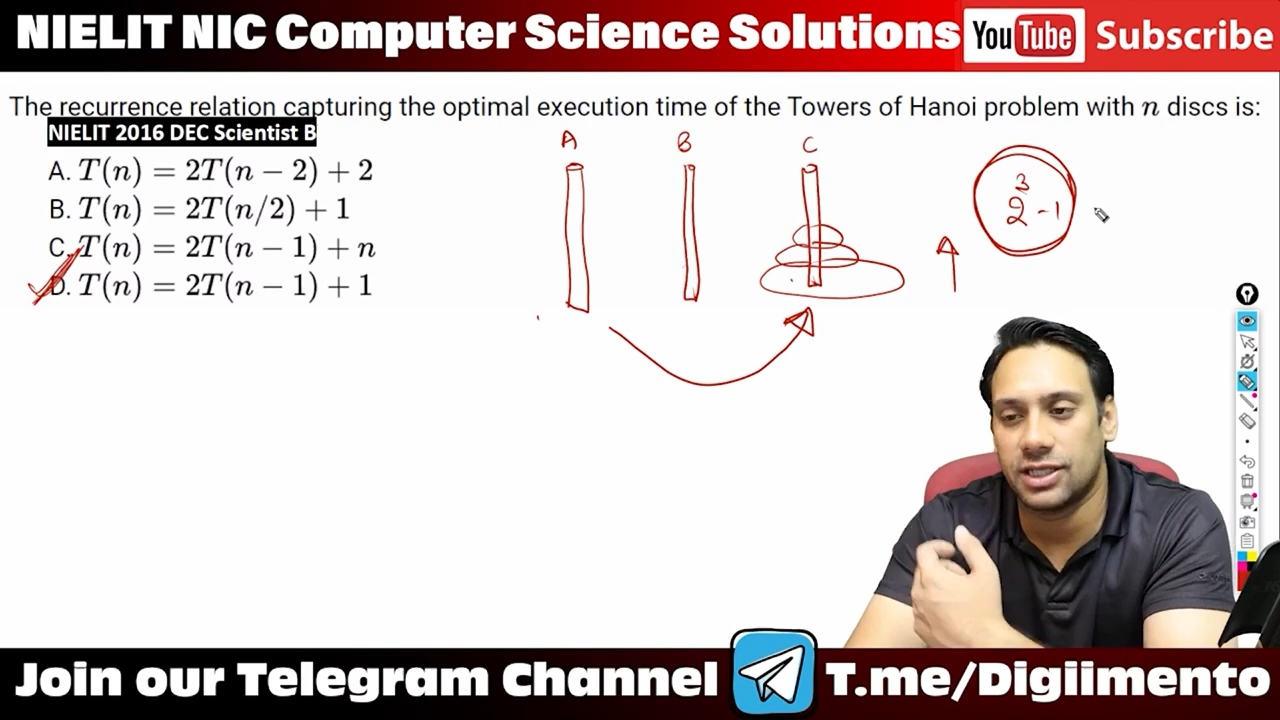 NIELIT NIC Computer Science Solutions YouTube Subscribe
The recurrence relation capturing the optimal execution time of the Towers of Hanoi problem with n discs is:
NIELIT 2016 DEC Scientist B
A. T(n) = 2T(n − 2) + 2
B. T(n) = 2T(n/2) + 1
C. T(n) = 2T(n − 1) + n
D. T(n) = 2T(n − 1) + 1
A B C
2³-1
Join our Telegram Channel T.me/Digiimento